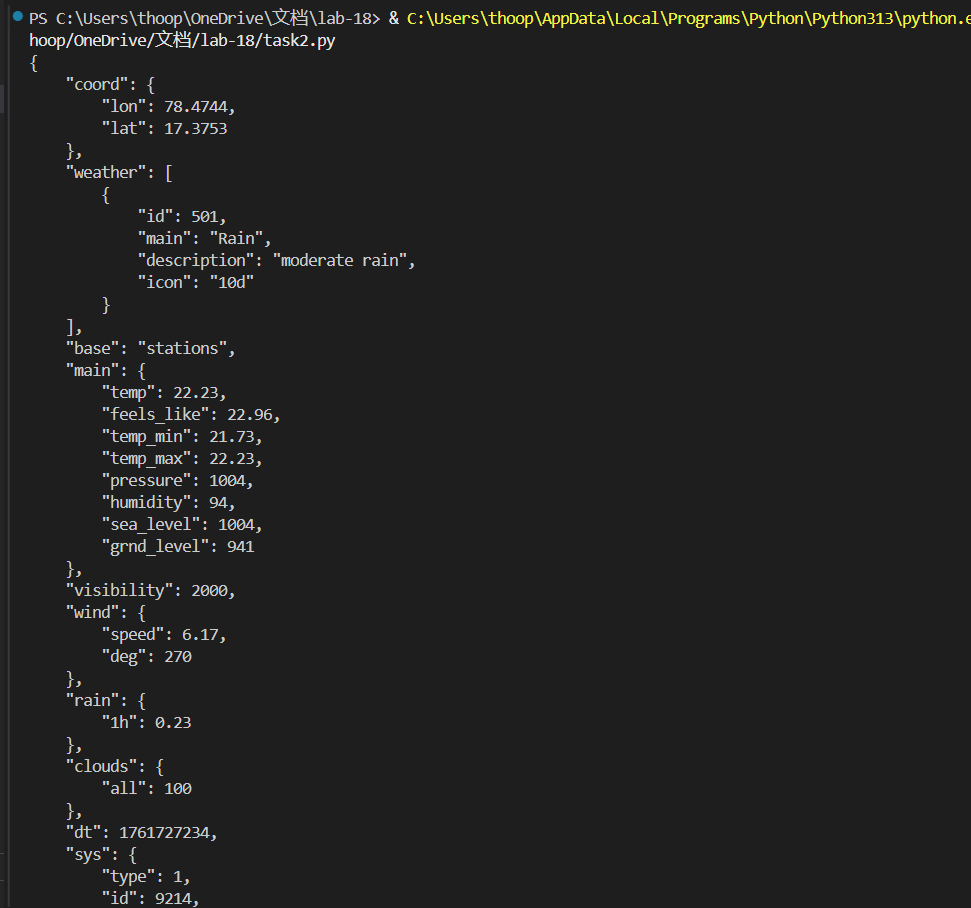 PS C:\Users\thoop\OneDrive\文档\lab-18> & C:\Users\thoop\AppData\Local\Programs\Python\Python313\python.e
hoop/OneDrive/文档/lab-18/task2.py
{
    "coord": {
        "lon": 78.4744,
        "lat": 17.3753
    },
    "weather": [
        {
            "id": 501,
            "main": "Rain",
            "description": "moderate rain",
            "icon": "10d"
        }
    ],
    "base": "stations",
    "main": {
        "temp": 22.23,
        "feels_like": 22.96,
        "temp_min": 21.73,
        "temp_max": 22.23,
        "pressure": 1004,
        "humidity": 94,
        "sea_level": 1004,
        "grnd_level": 941
    },
    "visibility": 2000,
    "wind": {
        "speed": 6.17,
        "deg": 270
    },
    "rain": {
        "1h": 0.23
    },
    "clouds": {
        "all": 100
    },
    "dt": 1761727234,
    "sys": {
        "type": 1,
        "id": 9214,